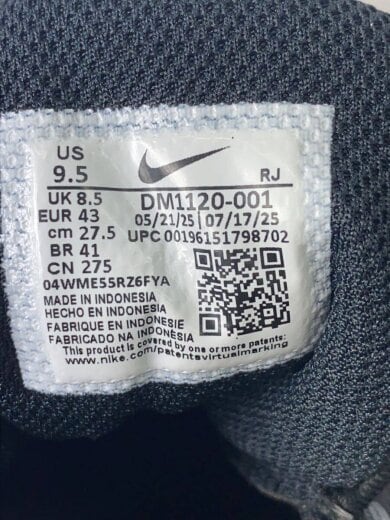 US
9.5
RJ
UK 8.5
DM1120-001
EUR 43
05/21/25 | 07/17/25
cm 27.5
UPC 00196151798702
BR 41
CN 275
04WME55RZ6FYA
MADE IN INDONESIA
HECHO EN INDONESIA
FABRIQUE EN INDONESIE
FABRICADO NA INDONÈSIA
This product is covered by one or more patents:
www.nike.com/patentsvirtualmarking